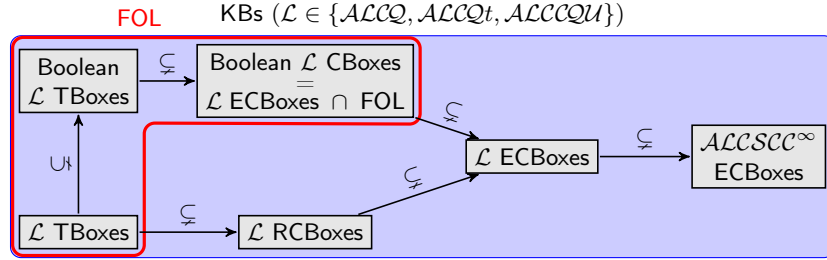 FOL KBs (ℒ ∈ {𝒜ℒ𝒞𝒬, 𝒜ℒ𝒞𝒬t, 𝒜ℒ𝒞𝒞𝒬𝒰})
Boolean
ℒ TBoxes
⊊
Boolean ℒ CBoxes
=
ℒ ECBoxes ∩ FOL
⊊
⊊
ℒ ECBoxes
⊊
𝒜ℒ𝒞𝒮𝒞𝒞∞
ECBoxes
⊊
ℒ TBoxes
⊊
ℒ RCBoxes